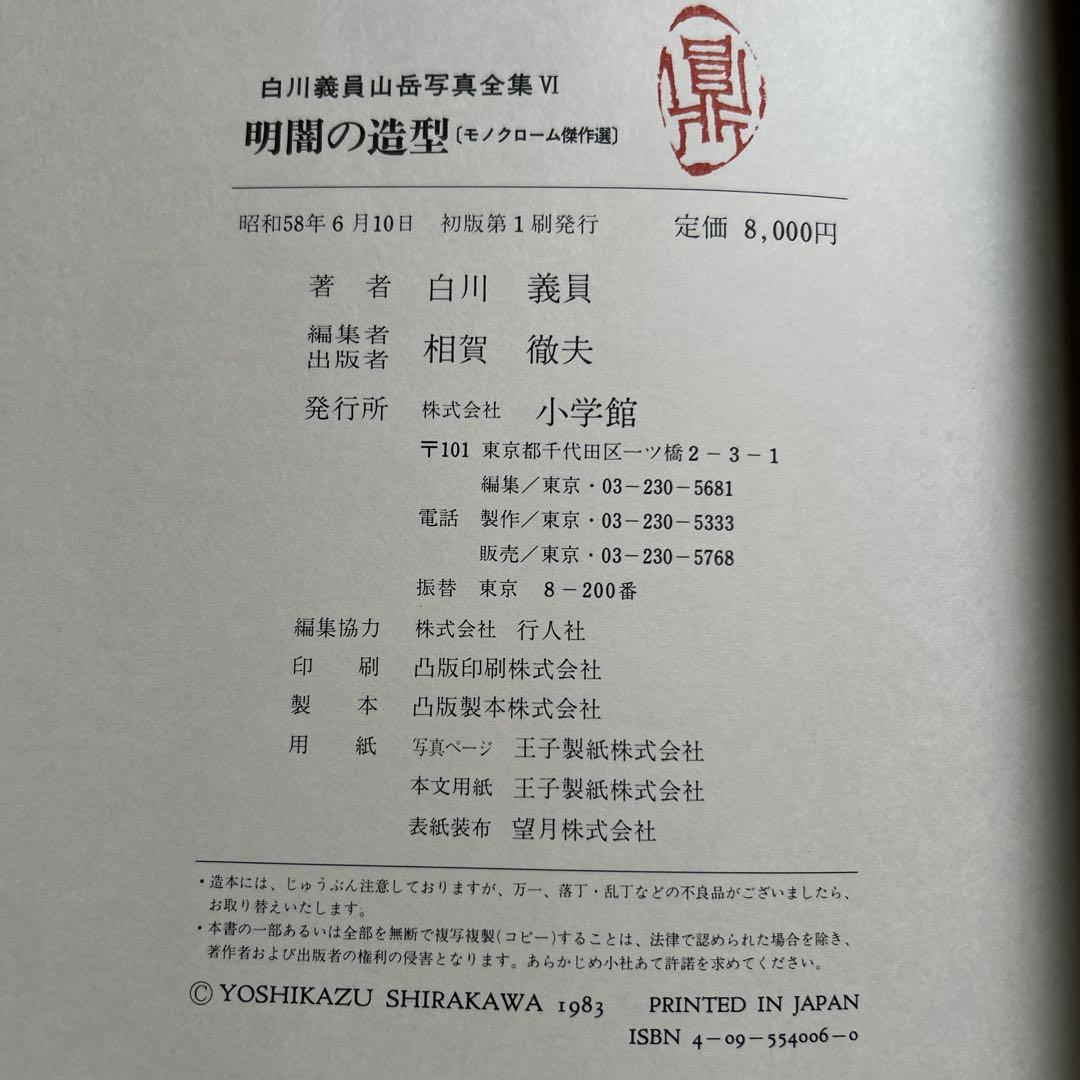 白川義員山岳写真全集Ⅵ
明闇の造型〔モノクローム傑作選〕
昭和58年6月10日 初版第1刷発行 定価 8,000円
著者 白川 義員
編集者
出版者 相賀 徹夫
発行所 株式会社 小学館
〒101 東京都千代田区一ツ橋2-3-1
編集/東京・03-230-5681
電話 製作/東京・03-230-5333
販売/東京・03-230-5768
振替 東京 8-200番
編集協力 株式会社 行人社
印刷 凸版印刷株式会社
製本 凸版製本株式会社
用紙 写真ページ 王子製紙株式会社
本文用紙 王子製紙株式会社
表紙装布 望月株式会社
・造本には、じゅうぶん注意しておりますが、万一、落丁・乱丁などの不良品がございましたら、
お取り替えいたします。
・本書の一部あるいは全部を無断で複写複製(コピー)することは、法律で認められた場合を除き、
著作者および出版者の権利の侵害となります。あらかじめ小社あて許諾を求めてください。
© YOSHIKAZU SHIRAKAWA 1983 PRINTED IN JAPAN
ISBN 4-09-554006-0